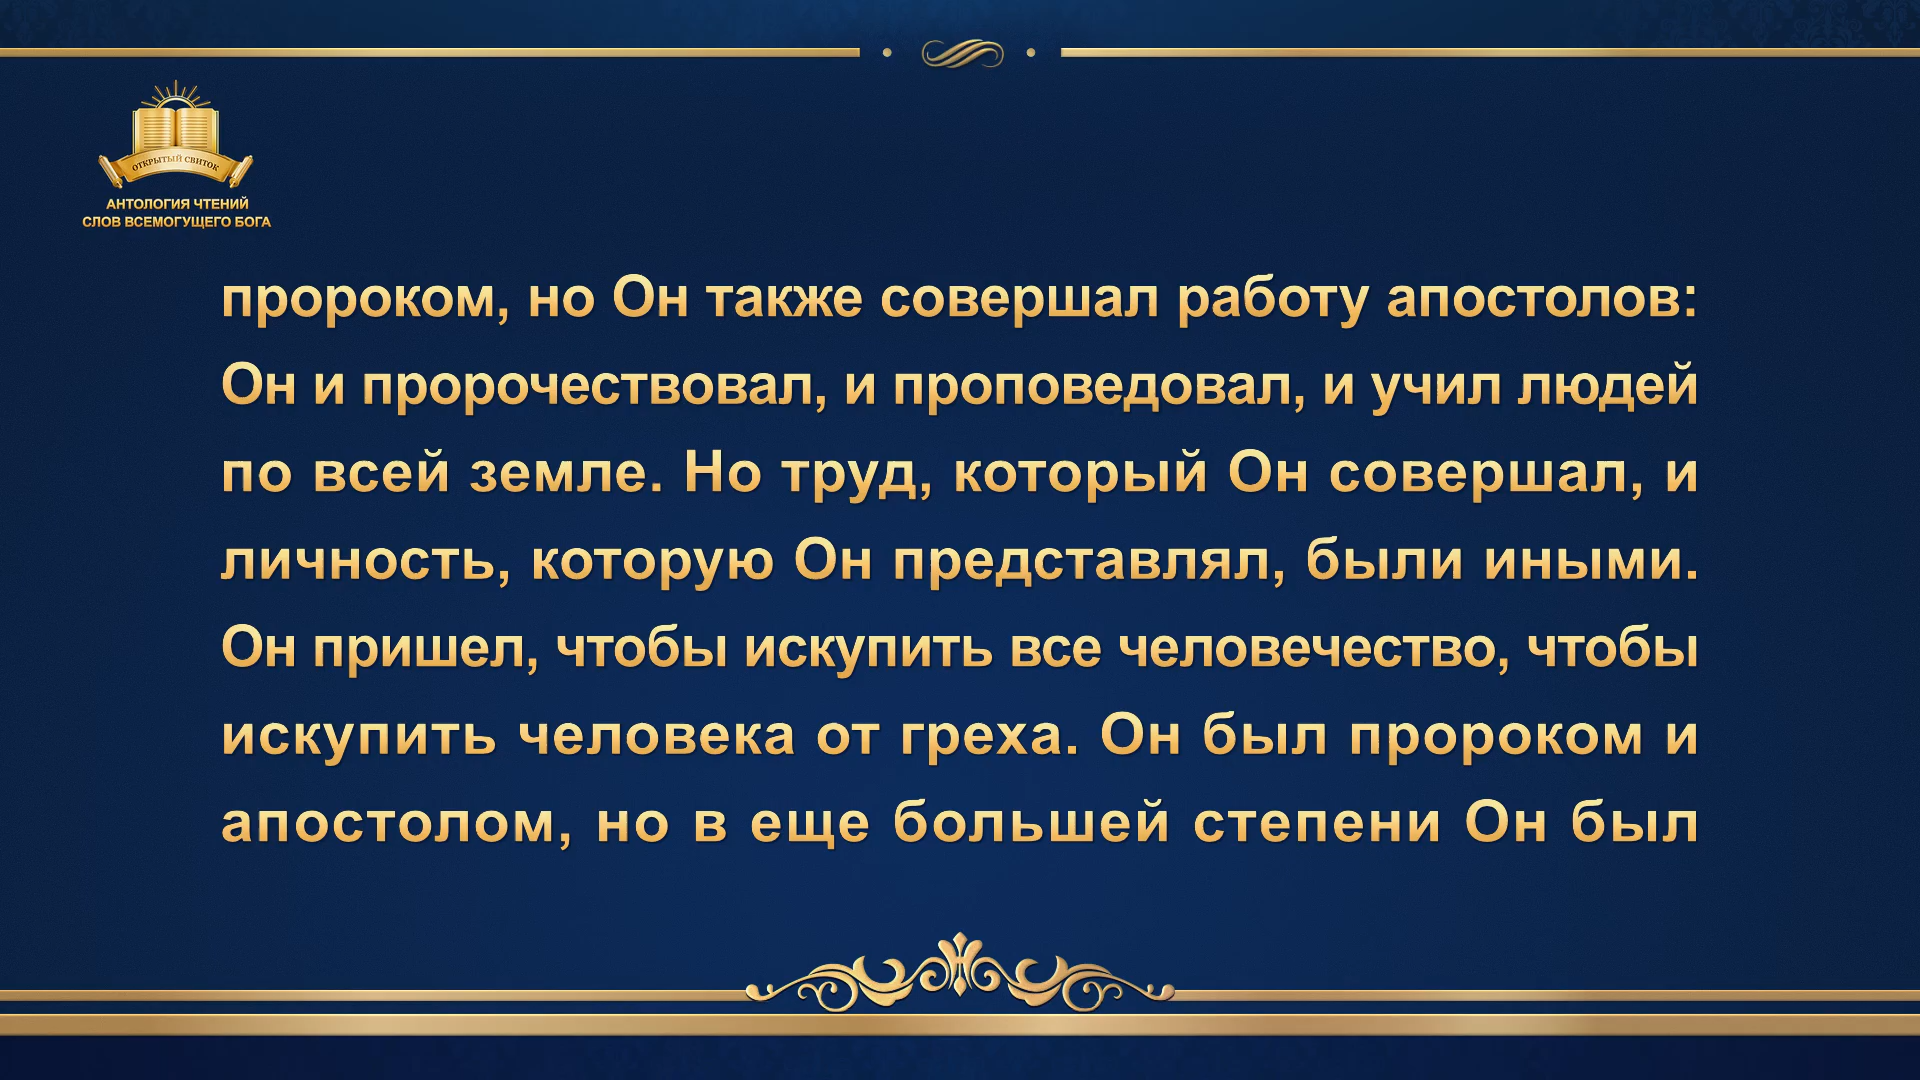 ОТКРЫТЫЙ СВИТОК
АНТОЛОГИЯ ЧТЕНИЙ
СЛОВ ВСЕМОГУЩЕГО БОГА
пророком, но Он также совершал работу апостолов:
Он и пророчествовал, и проповедовал, и учил людей
по всей земле. Но труд, который Он совершал, и
личность, которую Он представлял, были иными.
Он пришел, чтобы искупить все человечество, чтобы
искупить человека от греха. Он был пророком и
апостолом, но в еще большей степени Он был